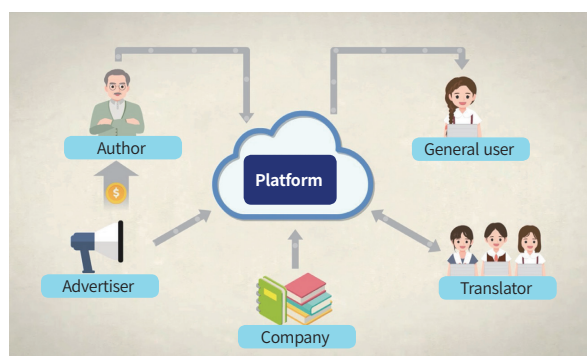 Author
General user
Platform
$
Advertiser
Translator
Company